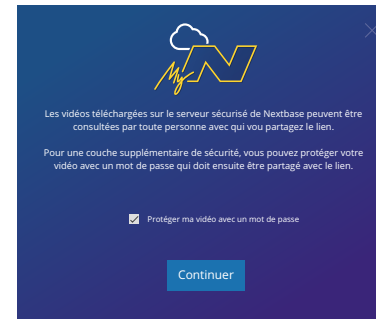 My N
Les vidéos téléchargées sur le serveur sécurisé de Nextbase peuvent être
consultées par toute personne avec qui vou partagez le lien.
Pour une couche supplémentaire de sécurité, vous pouvez protéger votre
vidéo avec un mot de passe qui doit ensuite être partagé avec le lien.
Protéger ma vidéo avec un mot de passe
Continuer